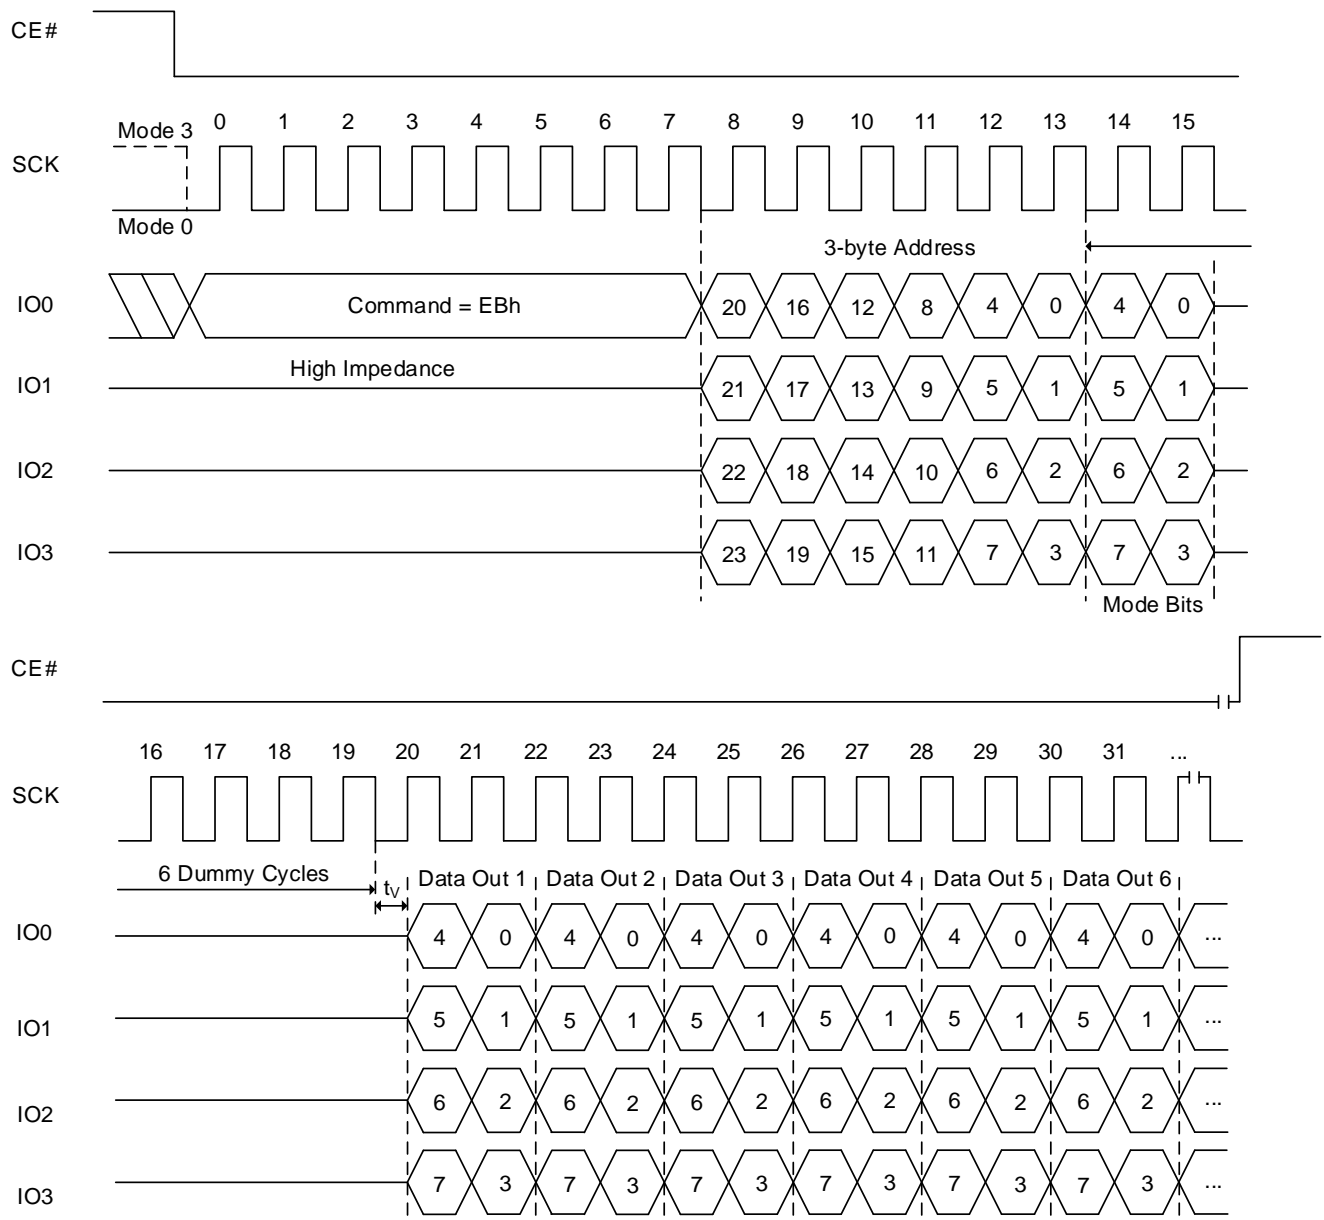 CE#
Mode 3 0 1 2 3 4 5 6 7 8 9 10 11 12 13 14 15
SCK
Mode 0
3-byte Address
IO0 Command = EBh 20 16 12 8 4 0 4 0
High Impedance
IO1 21 17 13 9 5 1 5 1
IO2 22 18 14 10 6 2 6 2
IO3 23 19 15 11 7 3 7 3
Mode Bits
CE#
16 17 18 19 20 21 22 23 24 25 26 27 28 29 30 31 ...
SCK
6 Dummy Cycles tV Data Out 1 Data Out 2 Data Out 3 Data Out 4 Data Out 5 Data Out 6
IO0 4 0 4 0 4 0 4 0 4 0 4 0 ...
IO1 5 1 5 1 5 1 5 1 5 1 5 1 ...
IO2 6 2 6 2 6 2 6 2 6 2 6 2 ...
IO3 7 3 7 3 7 3 7 3 7 3 7 3 ...